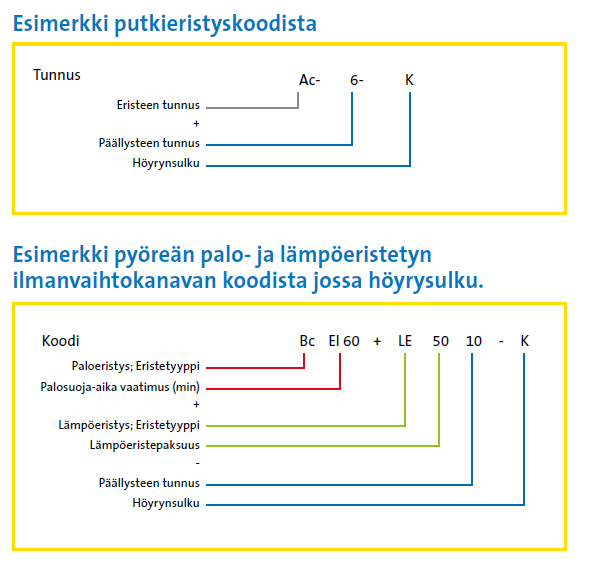 Esimerkki putkieristyskoodista
Tunnus Ac- 6- K
Eristeen tunnus
+
Päällysteen tunnus
Höyrynsulku
Esimerkki pyöreän palo- ja lämpöeristetyn
ilmanvaihtokanavan koodista jossa höyrysulku.
Koodi Bc EI 60 + LE 50 10 - K
Paloeristys; Eristetyyppi
Palosuoja-aika vaatimus (min)
+
Lämpöeristys; Eristetyyppi
Lämpöeristepaksuus
-
Päällysteen tunnus
Höyrynsulku